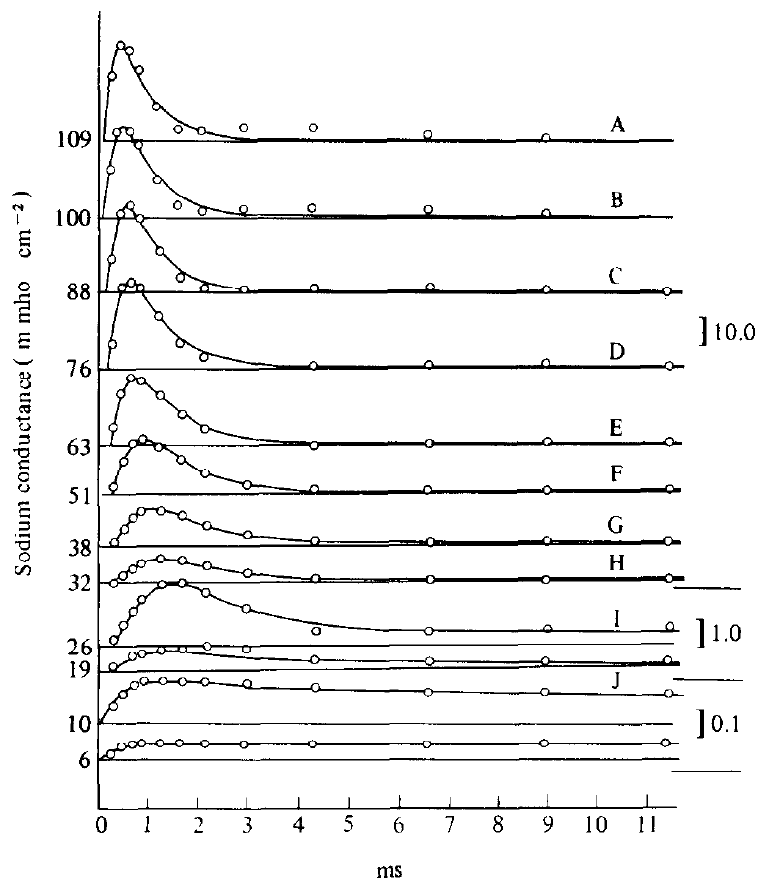 Sodium conductance ( m mho cm⁻² )
109
A
100
B
88
C
] 10.0
76
D
63
E
51
F
38
G
32
H
26
I
] 1.0
19
J
10
] 0.1
6
0 1 2 3 4 5 6 7 8 9 10 11
ms